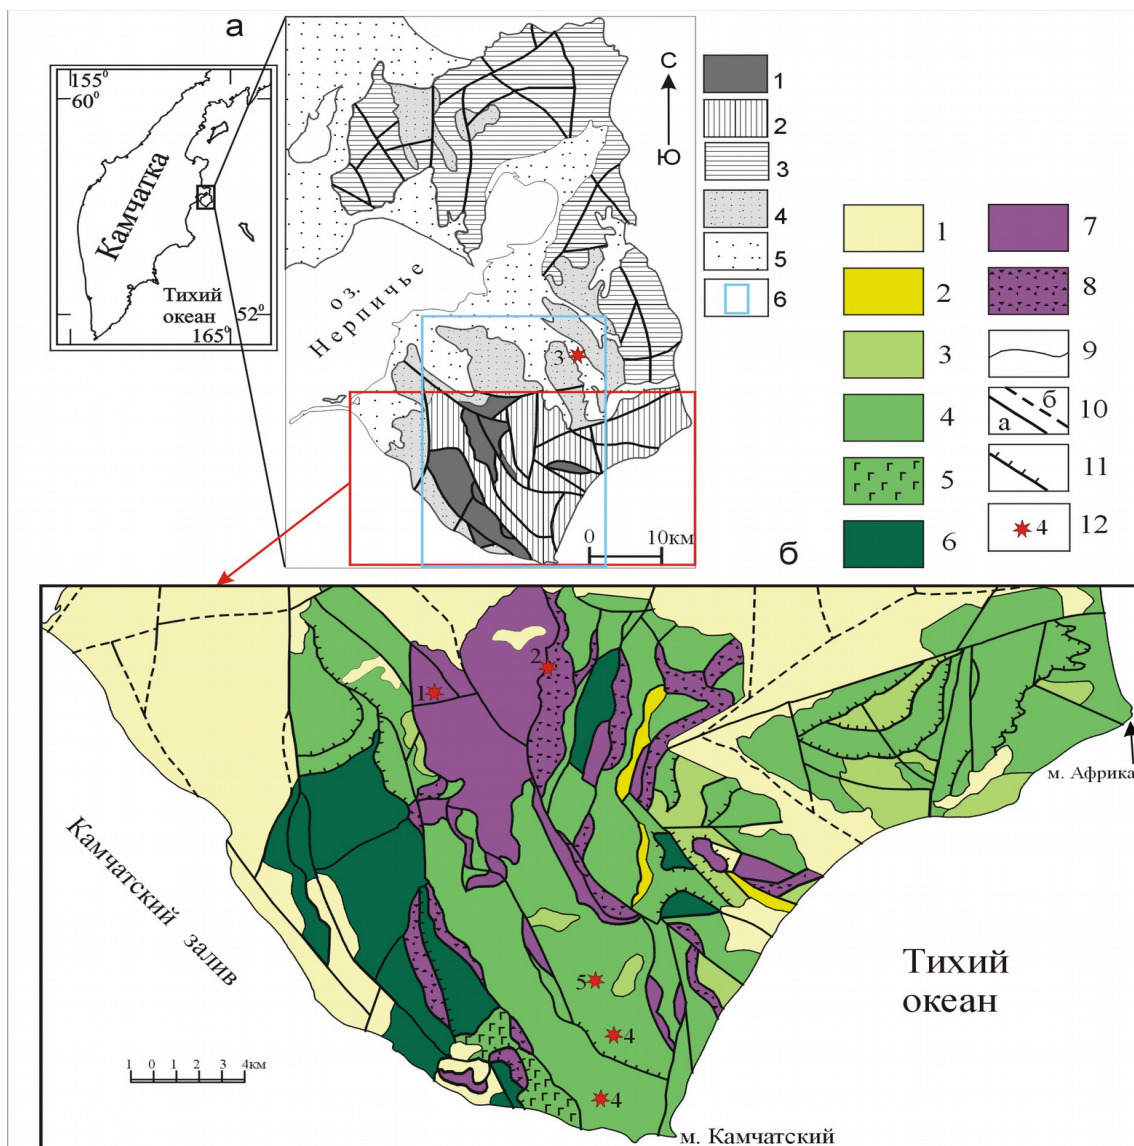 а
155⁰
60⁰
Камчатка
Тихий
океан
52⁰
165⁰
оз.
Нерпичье
3
0
10км
С
Ю
1
2
3
4
5
6
1
2
3
4
5
6
7
8
9
б
а
10
11
4
12
б
1
2
5
4
4
м. Африка
Камчатский
залив
Тихий
океан
1 0 1 2 3 4км
м. Камчатский